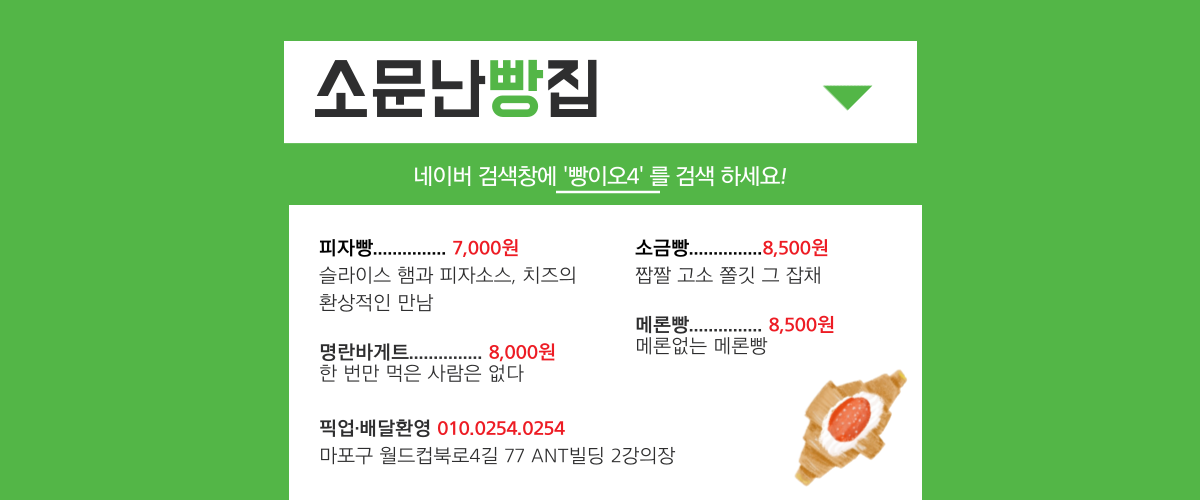 소문난빵집
네이버 검색창에 '빵이오4' 를 검색 하세요!
피자빵............... 7,000원
슬라이스 햄과 피자소스, 치즈의
환상적인 만남
명란바게트............... 8,000원
한 번만 먹은 사람은 없다
소금빵...............8,500원
짭짤 고소 쫄깃 그 잡채
메론빵............... 8,500원
메론없는 메론빵
픽업·배달환영 010.0254.0254
마포구 월드컵북로4길 77 ANT빌딩 2강의장